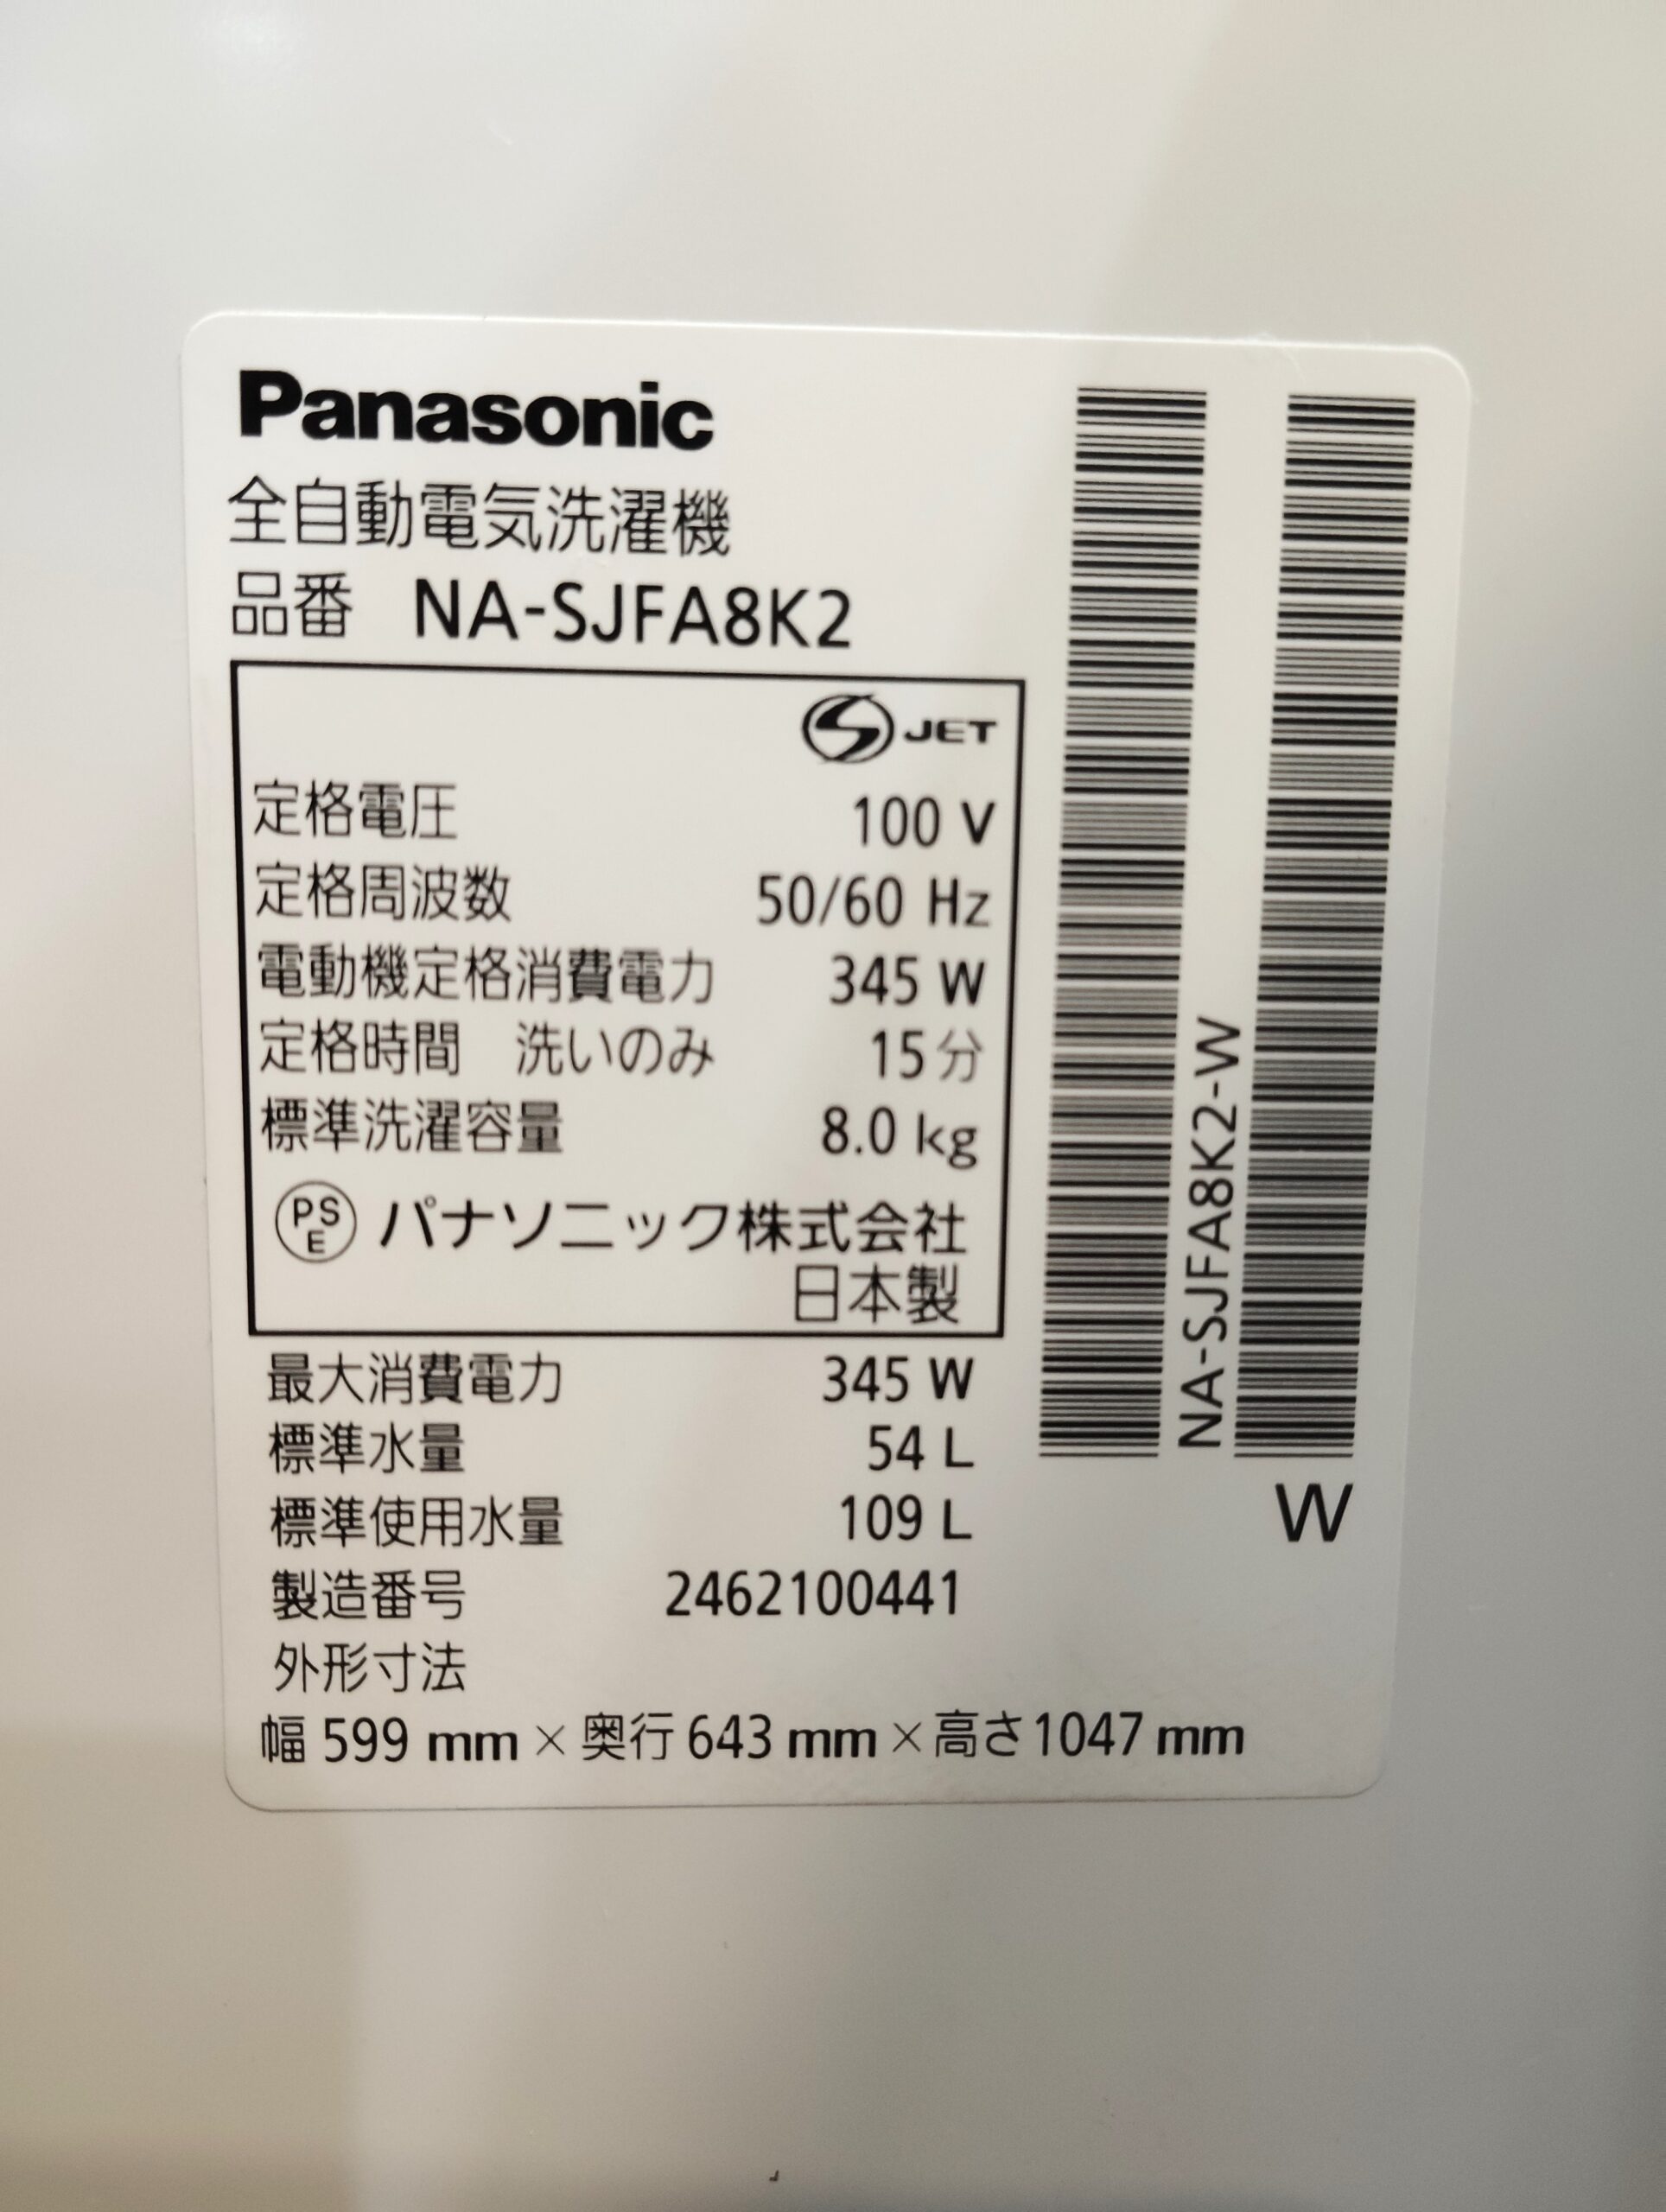 Panasonic
全自動電気洗濯機
品番 NA-SJFA8K2
JET
定格電圧 100 V
定格周波数 50/60 Hz
電動機定格消費電力 345 W
定格時間 洗いのみ 15分
標準洗濯容量 8.0 kg
PS
E
パナソニック株式会社
日本製
最大消費電力 345 W
標準水量 54 L
標準使用水量 109 L
製造番号 2462100441
外形寸法
幅 599 mm × 奥行 643 mm × 高さ 1047 mm
NA-SJFA8K2-W
W